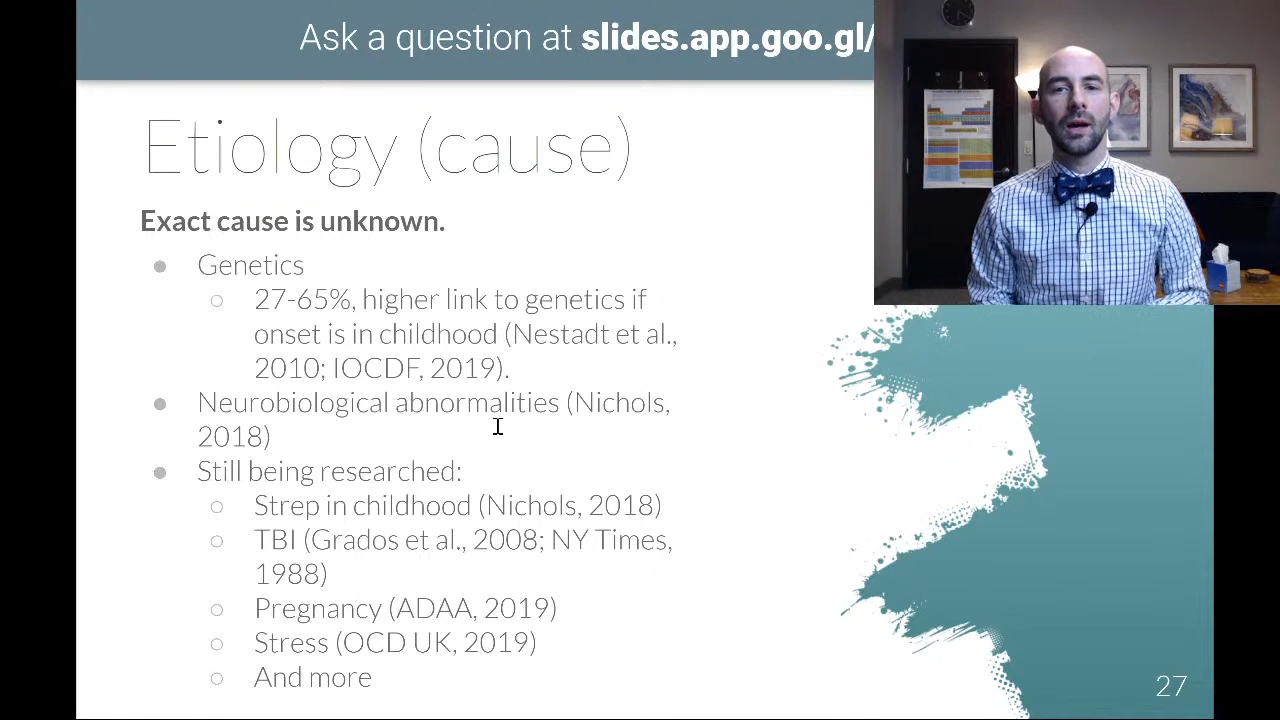 Ask a question at slides.app.goo.gl/
Etiology (cause)
Exact cause is unknown.
Genetics
27-65%, higher link to genetics if
onset is in childhood (Nestadt et al.,
2010; IOCDF, 2019).
Neurobiological abnormalities (Nichols,
2018)
Still being researched:
Strep in childhood (Nichols, 2018)
TBI (Grados et al., 2008; NY Times,
1988)
Pregnancy (ADAA, 2019)
Stress (OCD UK, 2019)
And more
27